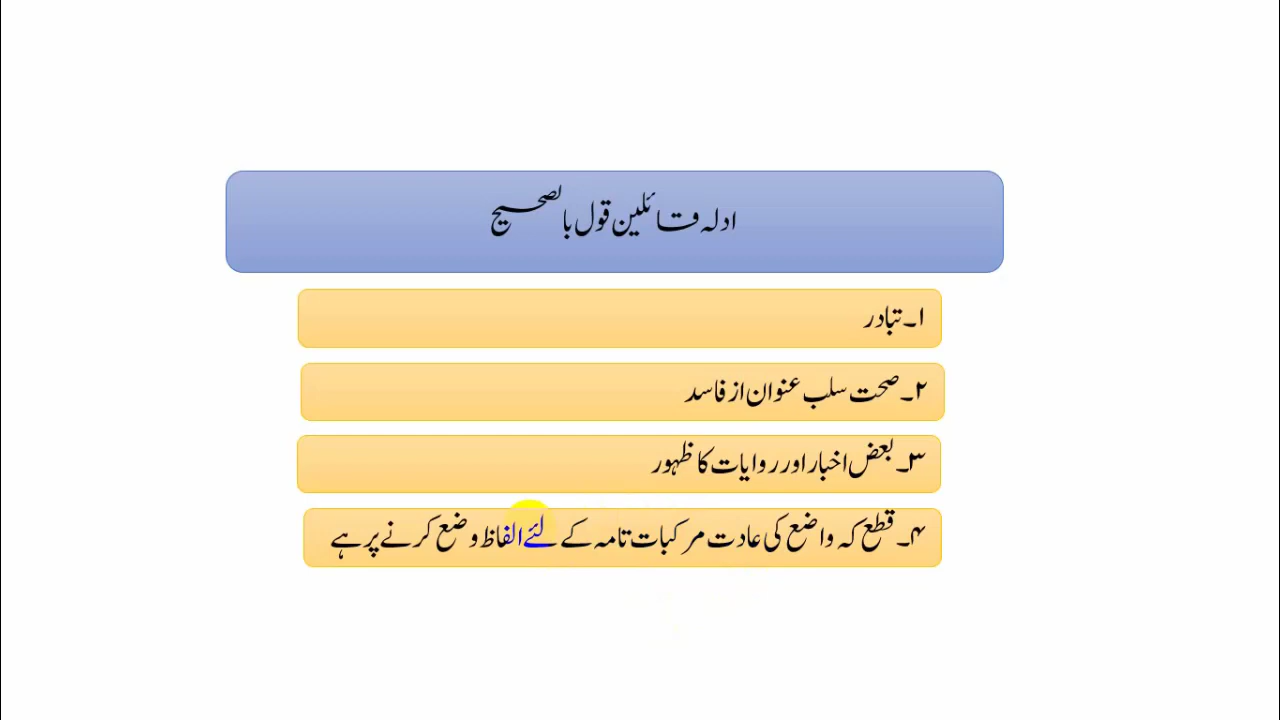 ادلہ قائلین قول بالصحیح
۱۔تبادر
۲۔صحت سلب عنوان از فاسد
۳۔بعض اخبار اور روایات کا ظہور
۴۔قطع کہ واضع کی عادت مرکبات تامہ کے لئے الفاظ وضع کرنے پر ہے